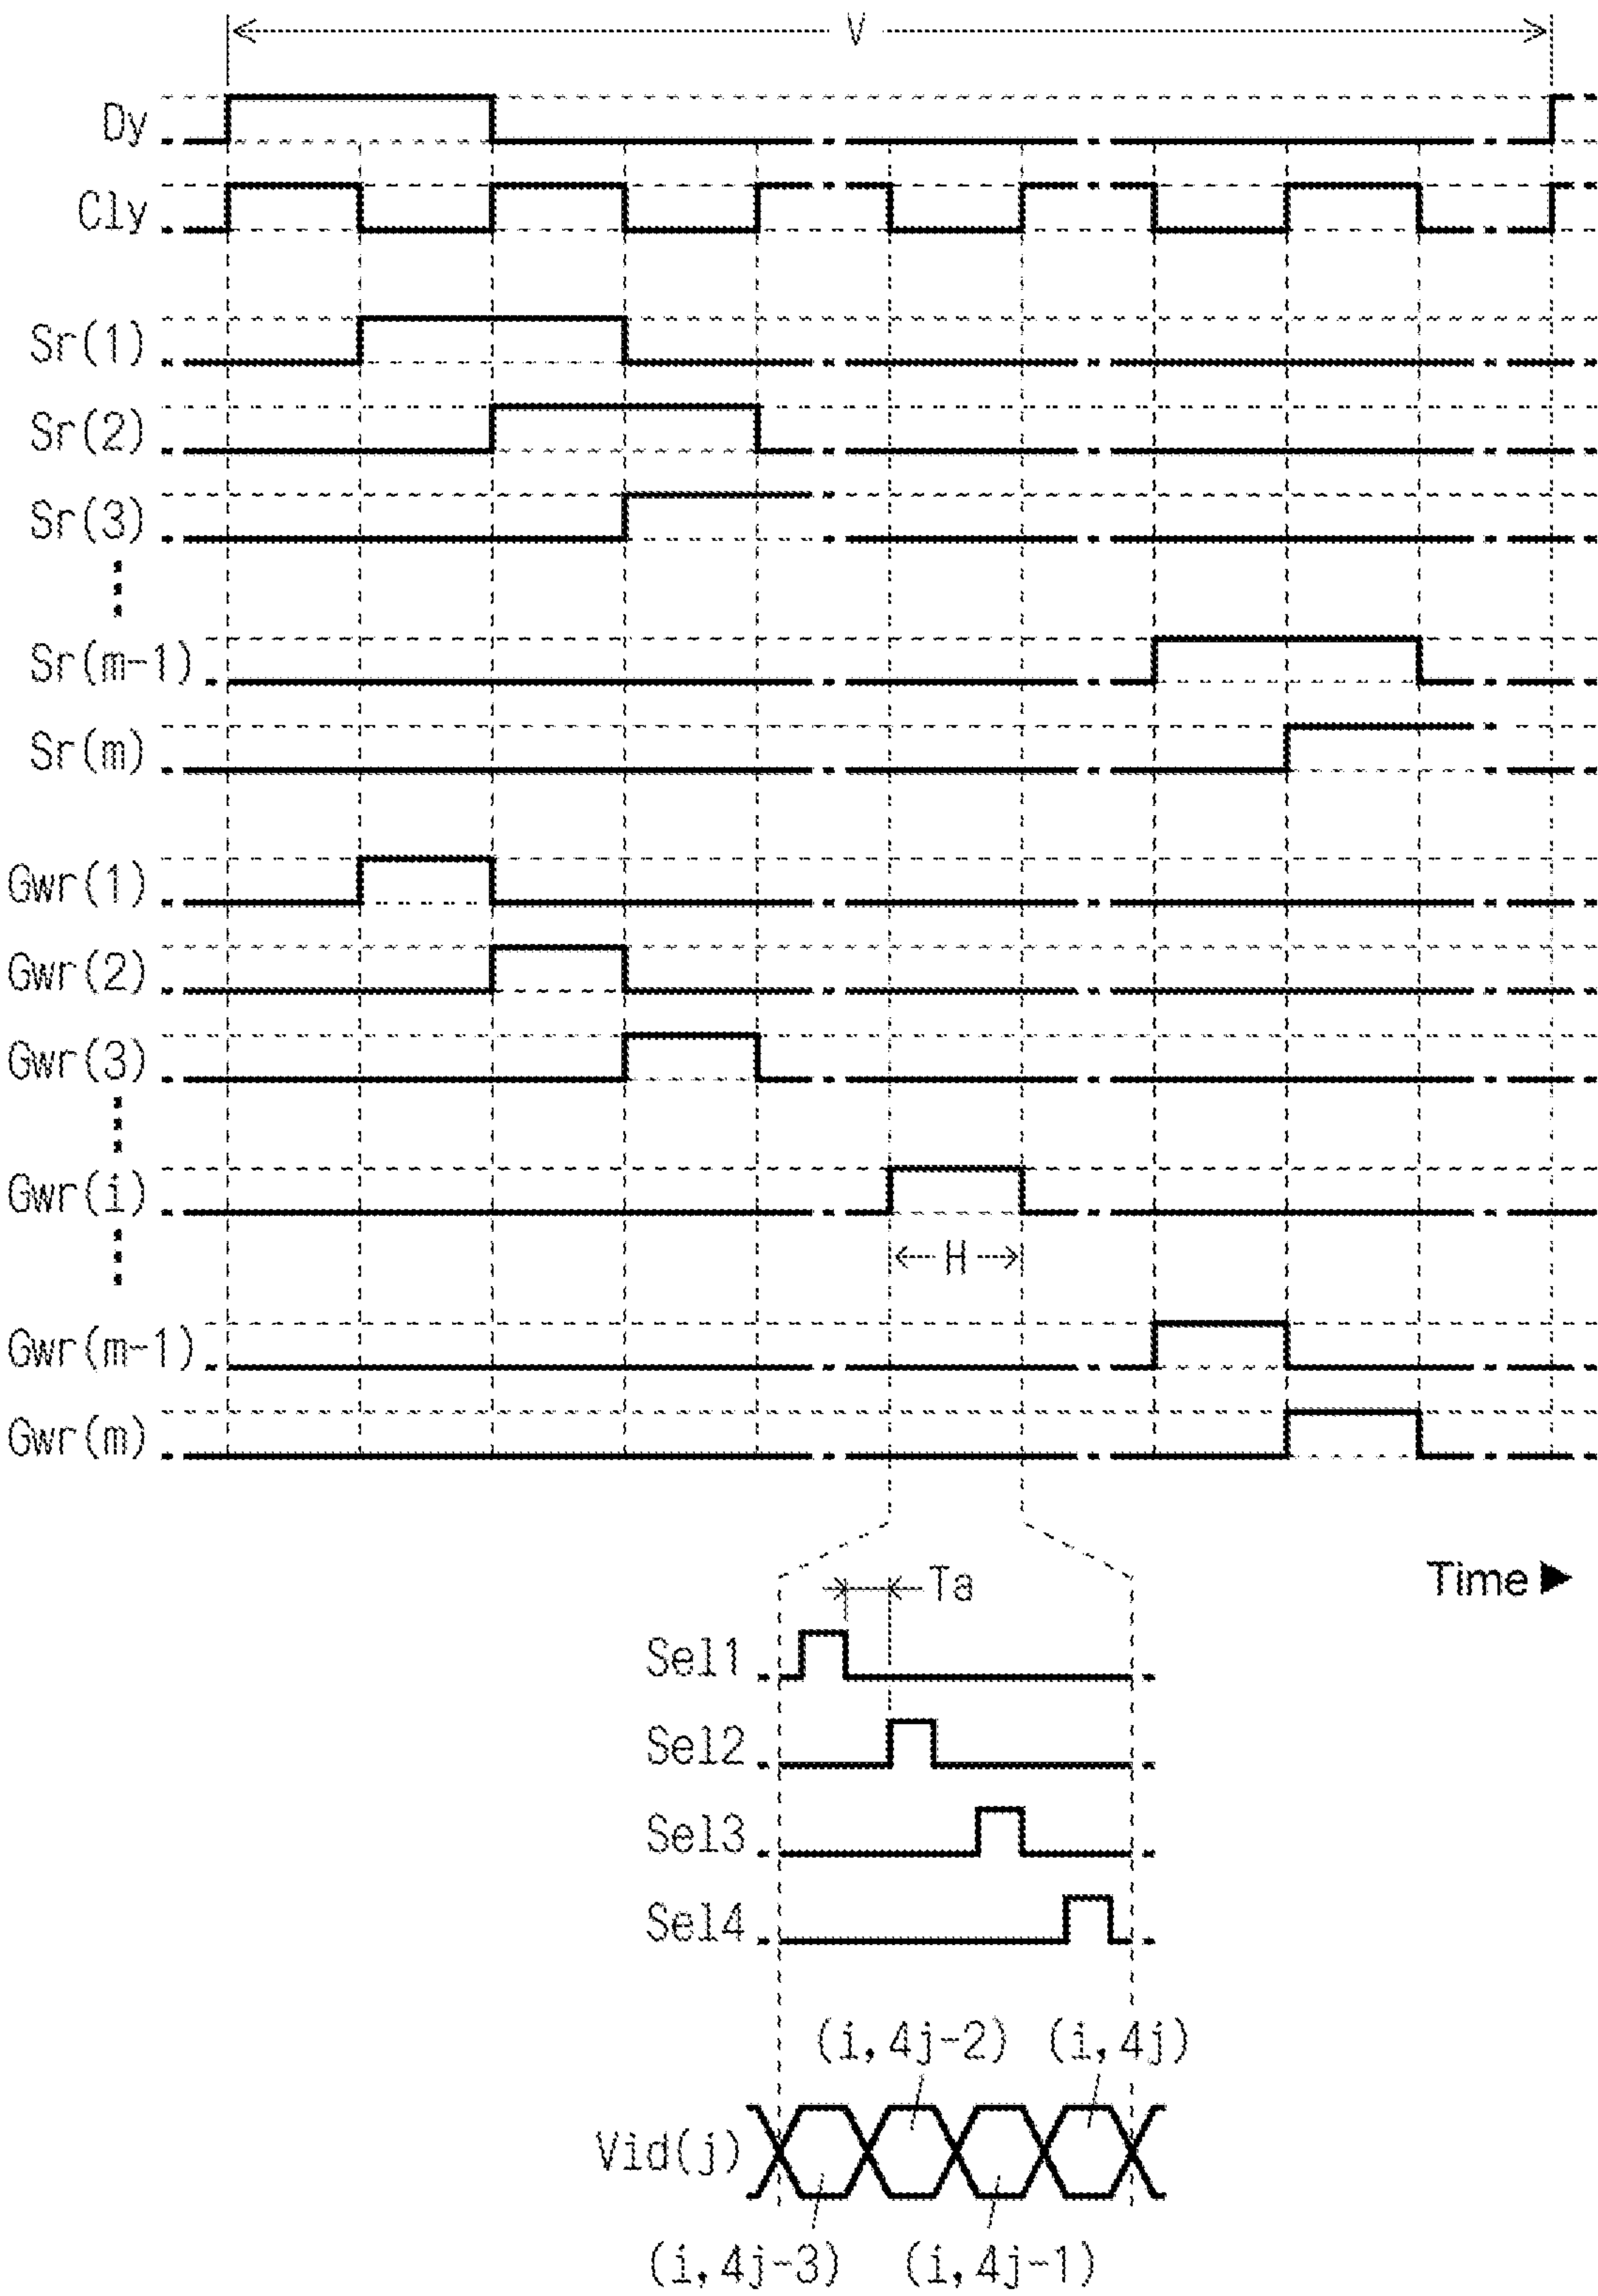 V
Dy
Cly
Sr(1)
Sr(2)
Sr(3)
Sr(m-1)
Sr(m)
Gwr(1)
Gwr(2)
Gwr(3)
Gwr(i)
H
Gwr(m-1)
Gwr(m)
Time ▶
Ta
Sel1
Sel2
Sel3
Sel4
(i,4j-2) (i,4j)
Vid(j)
(i,4j-3) (i,4j-1)